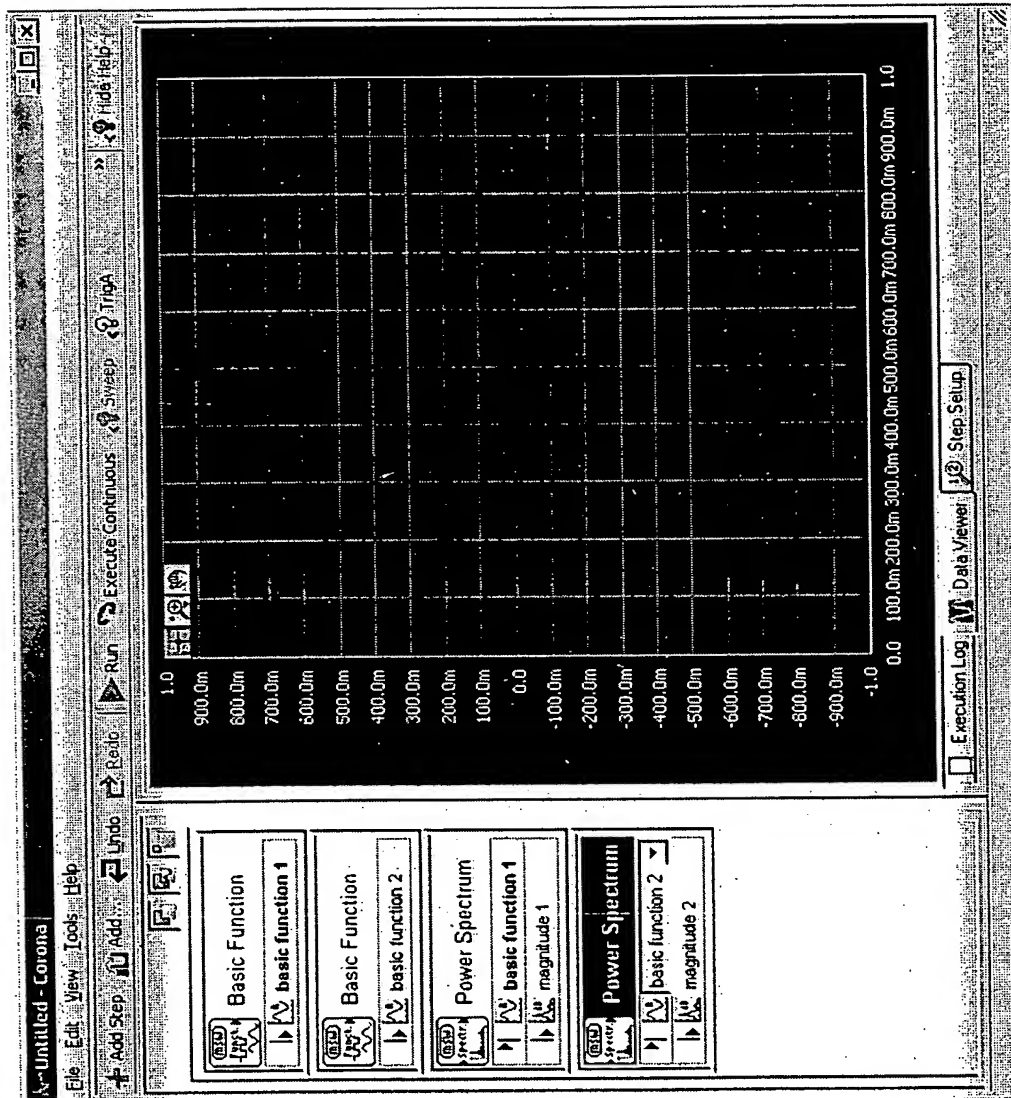 Untitled - Corona
File Edit View Tools Help
Add Step Add... Undo Redo Run Execute Continuous Sweep TrigA » Hide Help
Basic Function
basic function 1
Basic Function
basic function 2
Power Spectrum
basic function 1
magnitude 1
Power Spectrum
basic function 2
magnitude 2
1.0
900.0m
800.0m
700.0m
600.0m
500.0m
400.0m
300.0m
200.0m
100.0m
0.0
-100.0m
-200.0m
-300.0m
-400.0m
-500.0m
-600.0m
-700.0m
-800.0m
-900.0m
-1.0
0.0 100.0m 200.0m 300.0m 400.0m 500.0m 600.0m 700.0m 800.0m 900.0m 1.0
Execution Log Data Viewer Step Setup